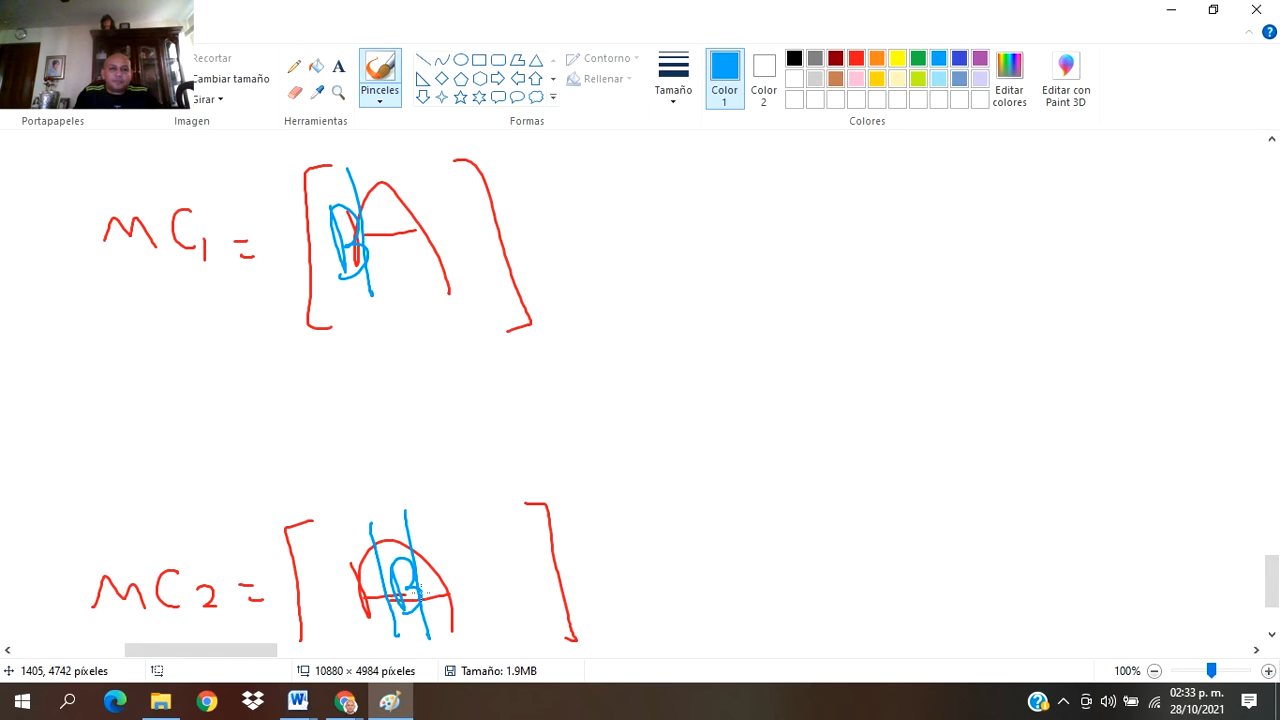 Recortar
Cambiar tamaño
Girar
Portapapeles
Imagen
Herramientas
Pinceles
Formas
Contorno
Rellenar
Tamaño
Color 1
Color 2
Editar colores
Editar con Paint 3D
Colores
MC1 = [ B A ]
MC2 = [ A B ]
1405, 4742 píxeles
10880 × 4984 píxeles
Tamaño: 1.9MB
100%
02:33 p. m.
28/10/2021